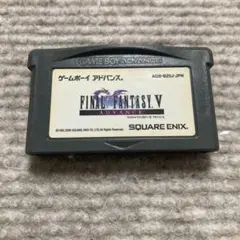 GAME BOY ADVANCE
ゲームボーイ アドバンス®
AGB-BZ5J-JPN
FINAL FANTASY V
ADVANCE
SQUARE ENIX.